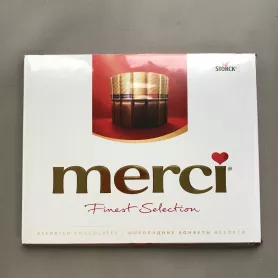 STORCK
merci
Finest Selection
ASSORTED CHOCOLATES · ШОКОЛАДНЫЕ КОНФЕТЫ АССОРТИ